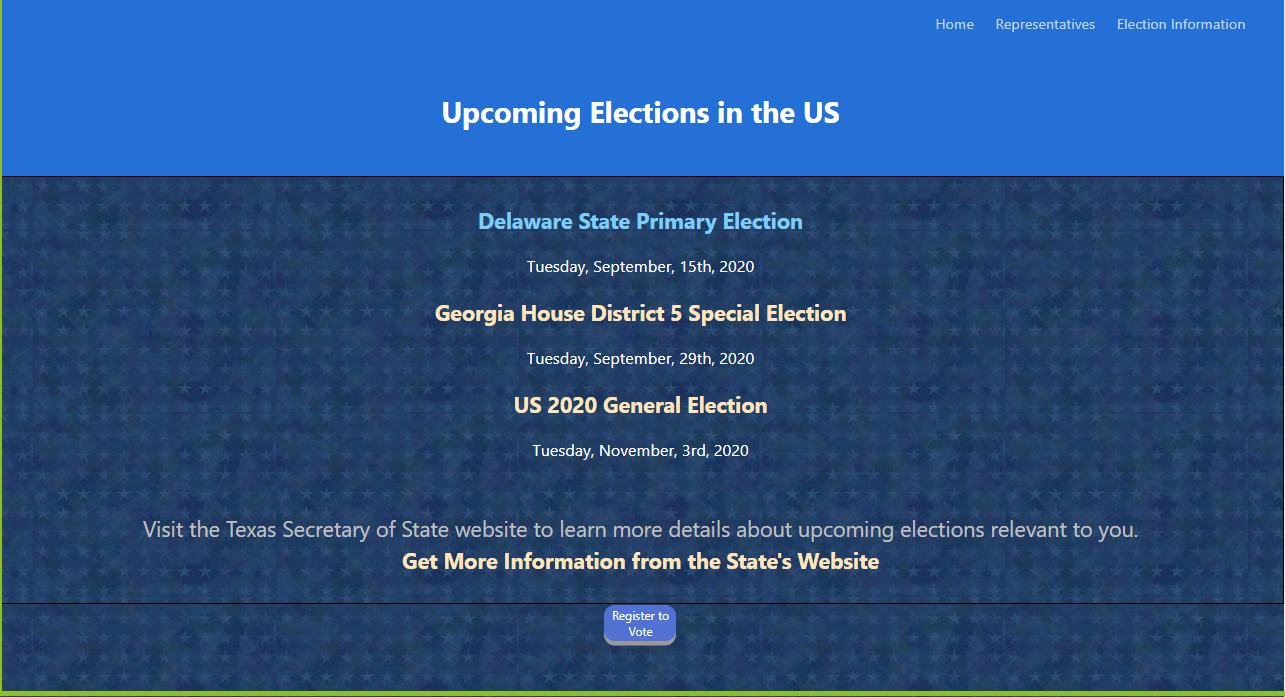 Home Representatives Election Information
Upcoming Elections in the US
Delaware State Primary Election
Tuesday, September, 15th, 2020
Georgia House District 5 Special Election
Tuesday, September, 29th, 2020
US 2020 General Election
Tuesday, November, 3rd, 2020
Visit the Texas Secretary of State website to learn more details about upcoming elections relevant to you.
Get More Information from the State's Website
Register to
Vote